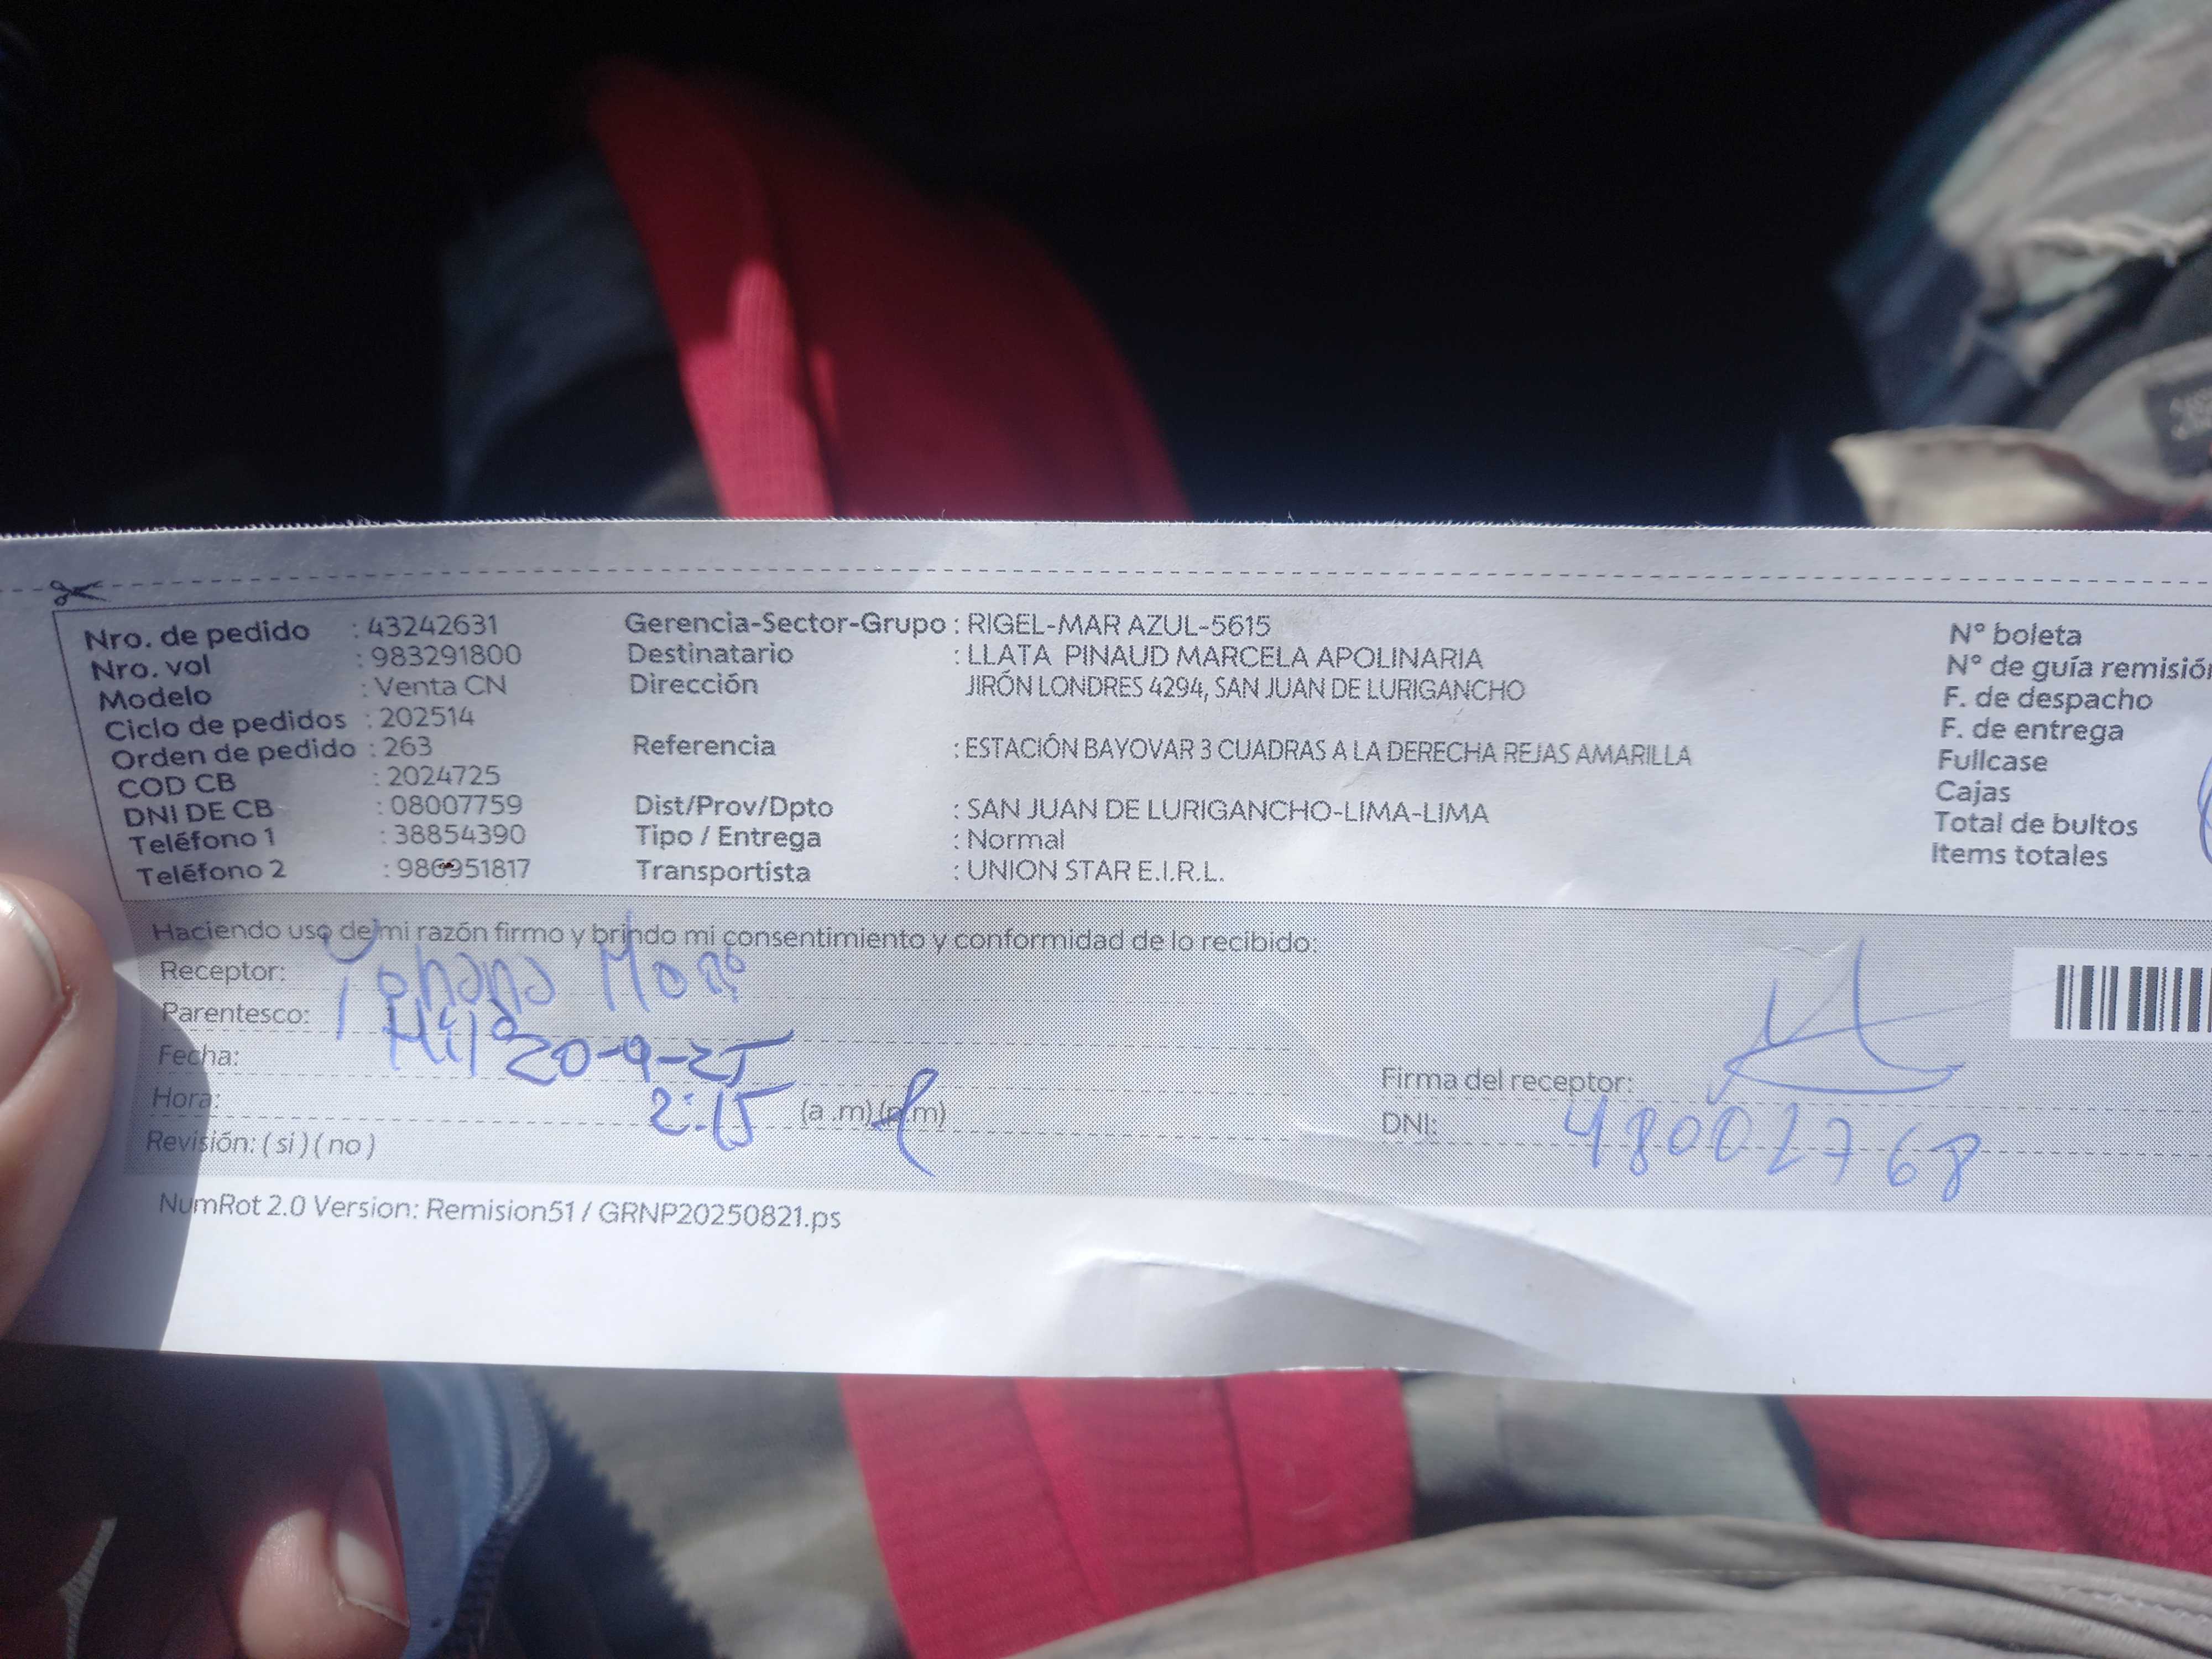 Nro. de pedido : 43242631
Nro. vol : 983291800
Modelo : Venta CN
Ciclo de pedidos : 202514
Orden de pedido : 263
COD CB : 2024725
DNI DE CB : 08007759
Teléfono 1 : 38854390
Teléfono 2 : 986951817
Gerencia-Sector-Grupo : RIGEL-MAR AZUL-5615
Destinatario : LLATA PINAUD MARCELA APOLINARIA
Dirección JIRÓN LONDRES 4294, SAN JUAN DE LURIGANCHO
Referencia : ESTACIÓN BAYOVAR 3 CUADRAS A LA DERECHA REJAS AMARILLA
Dist/Prov/Dpto : SAN JUAN DE LURIGANCHO-LIMA-LIMA
Tipo / Entrega : Normal
Transportista : UNION STAR E.I.R.L.
N° boleta
N° de guía remisión
F. de despacho
F. de entrega
Fullcase
Cajas
Total de bultos
Items totales
Haciendo uso de mi razón firmo y brindo mi consentimiento y conformidad de lo recibido:
Receptor: Yohana
Parentesco:
Fecha: 20-9-25
Hora: 2:15 (a .m) (p.m)
Revisión: ( si ) ( no )
Firma del receptor:
DNI: 48002768
NumRot 2.0 Version: Remision51 / GRNP20250821.ps